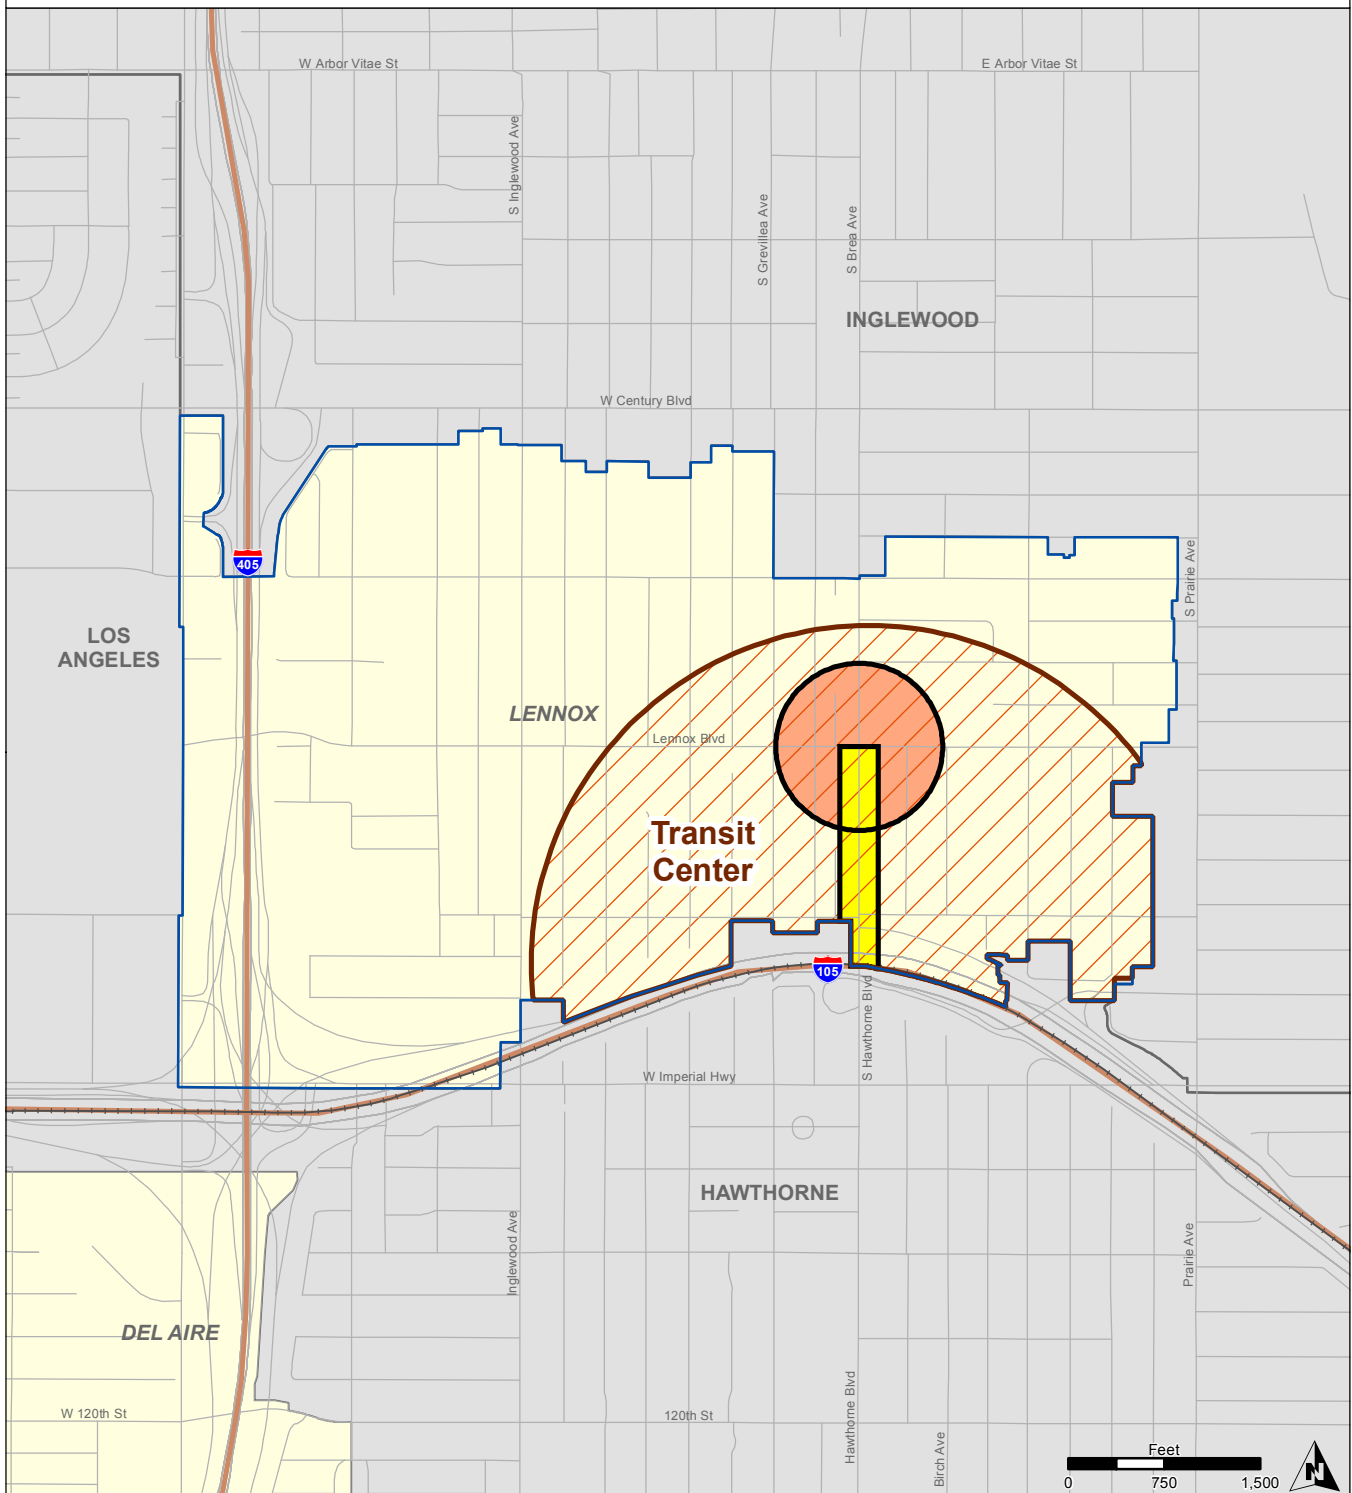 W Arbor Vitae St
E Arbor Vitae St
S Inglewood Ave
S Grevillea Ave
S Brea Ave
INGLEWOOD
W Century Blvd
405
S Prairie Ave
LOS
ANGELES
LENNOX
Lennox Blvd
Transit
Center
105
S Hawthorne Blvd
W Imperial Hwy
HAWTHORNE
Inglewood Ave
Prairie Ave
DEL AIRE
W 120th St
120th St
Hawthorne Blvd
Birch Ave
Feet
0 750 1,500
N